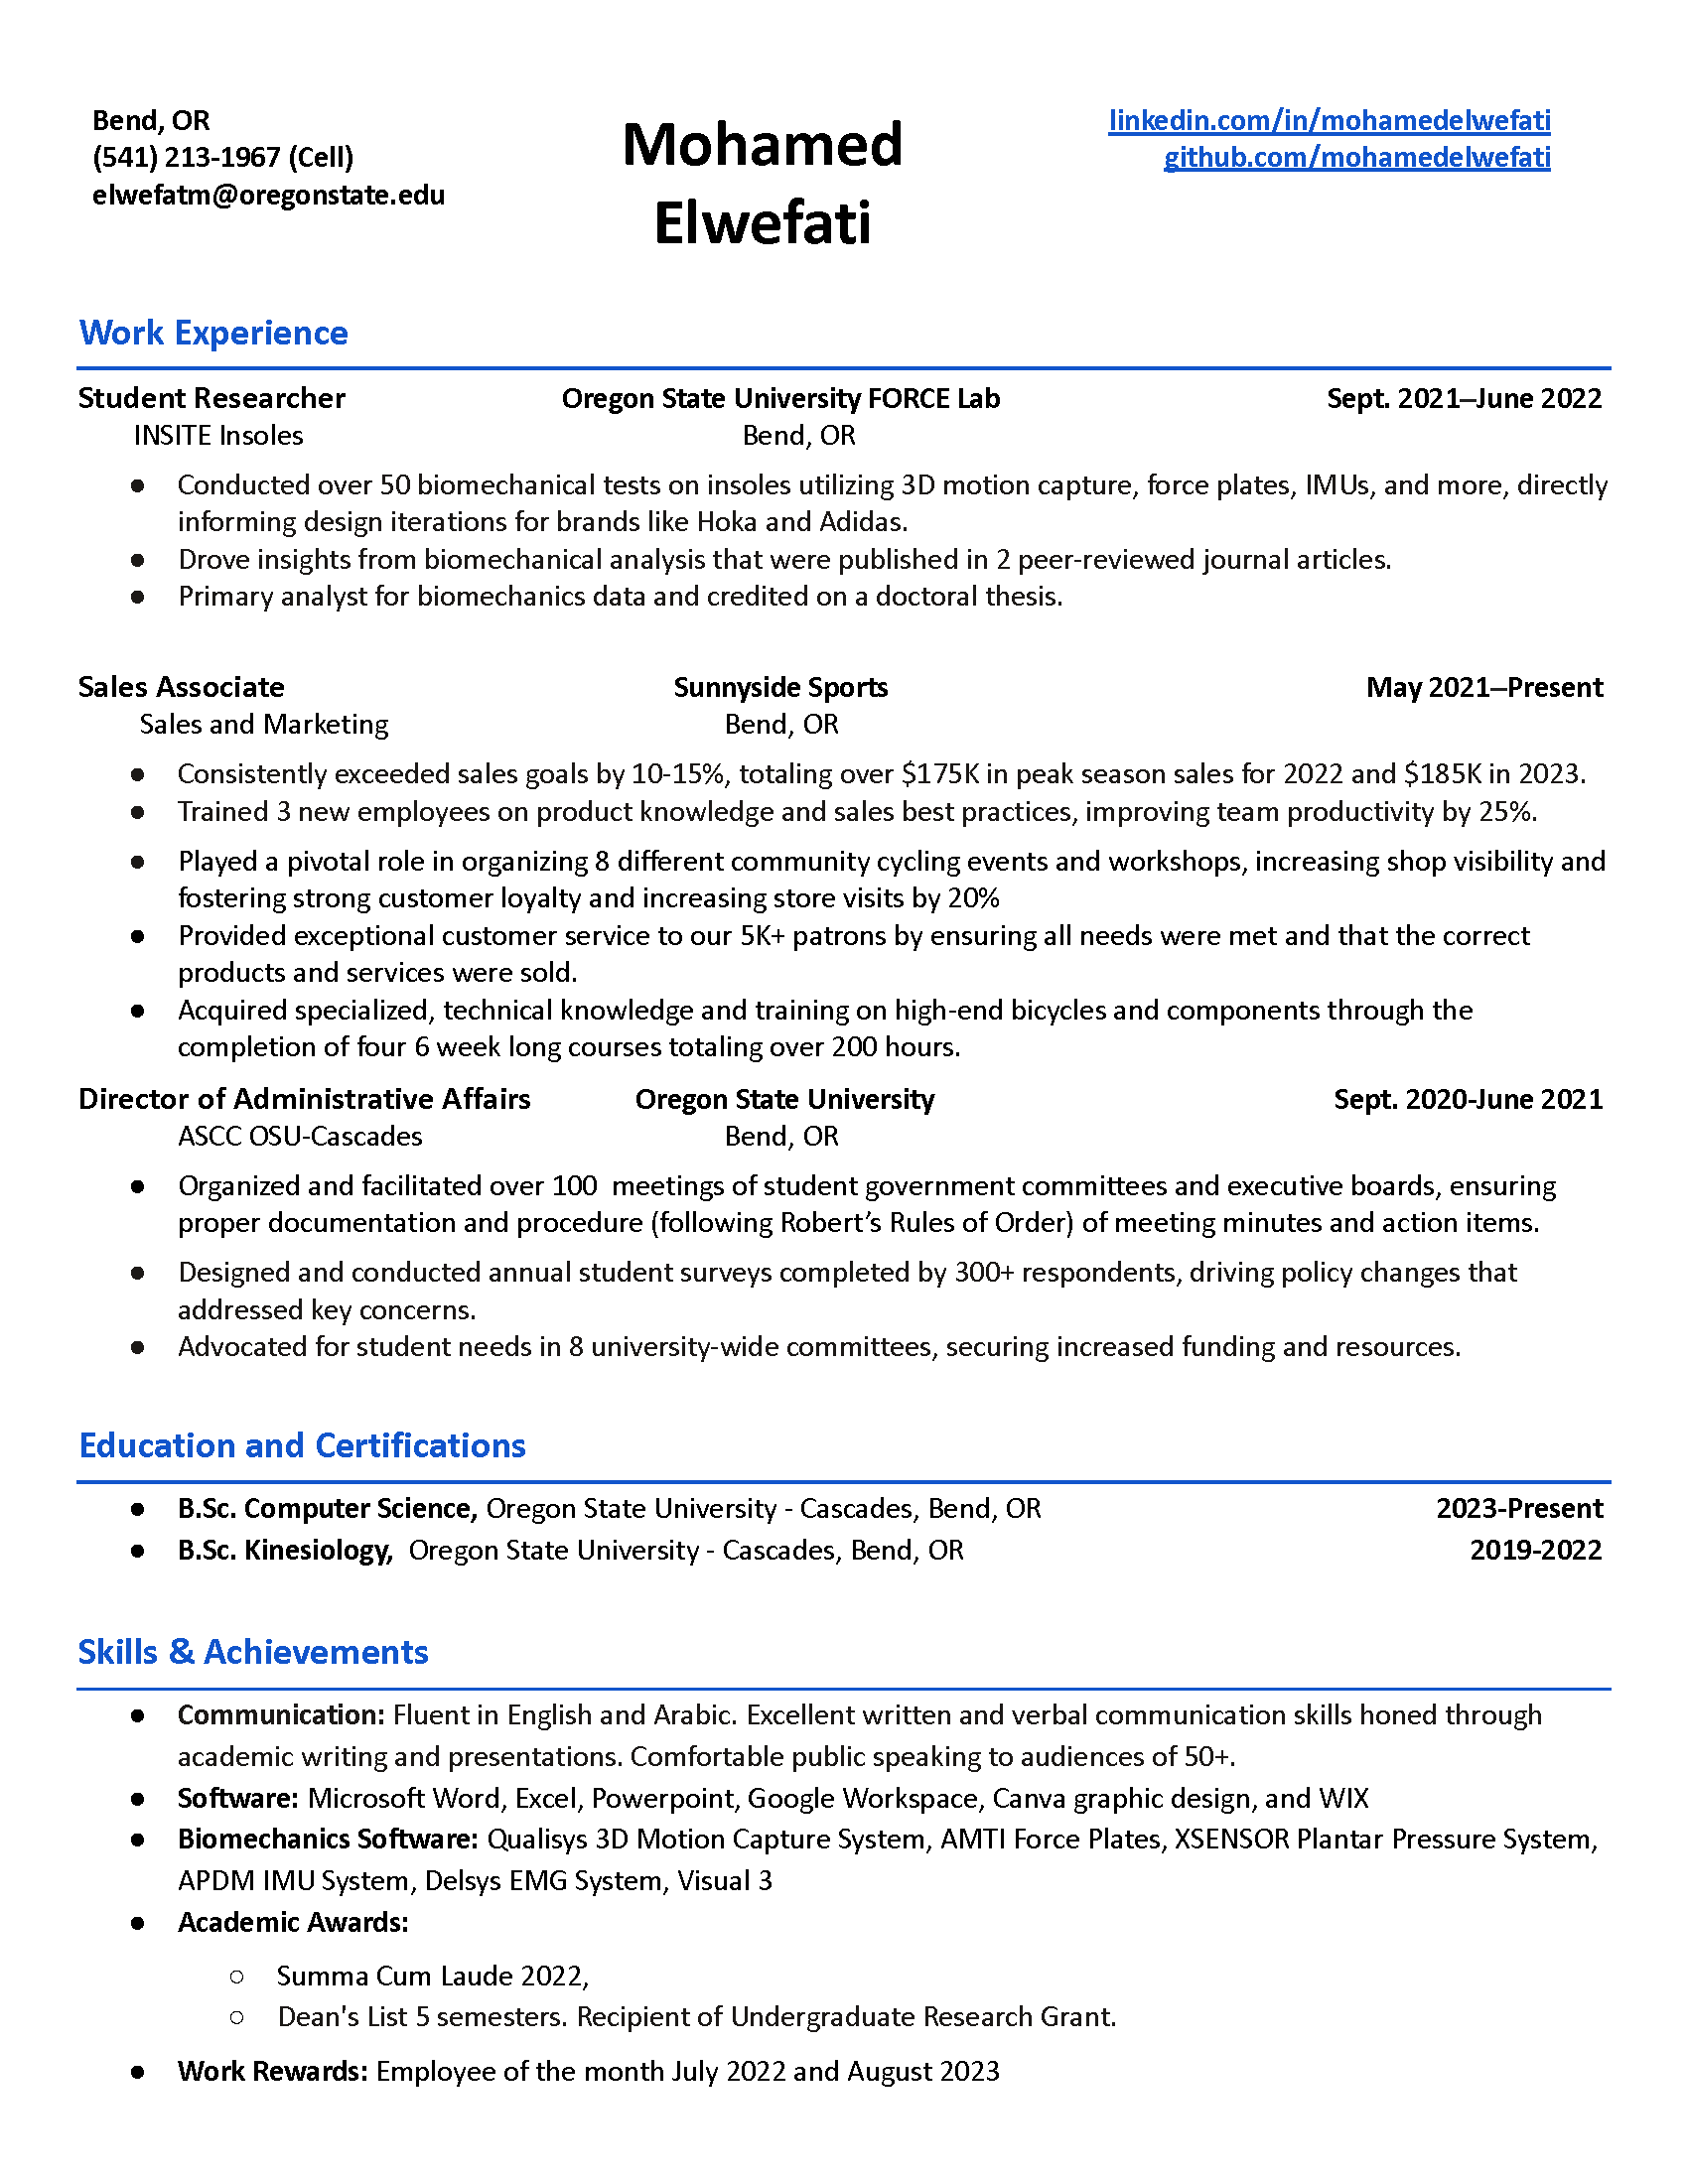 Bend, OR
(541) 213-1967 (Cell)
elwefatm@oregonstate.edu
Mohamed
Elwefati
linkedin.com/in/mohamedelwefati
github.com/mohamedelwefati
Work Experience
Student Researcher Oregon State University FORCE Lab Sept. 2021–June 2022
INSITE Insoles Bend, OR
● Conducted over 50 biomechanical tests on insoles utilizing 3D motion capture, force plates, IMUs, and more, directly
informing design iterations for brands like Hoka and Adidas.
● Drove insights from biomechanical analysis that were published in 2 peer-reviewed journal articles.
● Primary analyst for biomechanics data and credited on a doctoral thesis.
Sales Associate Sunnyside Sports May 2021–Present
Sales and Marketing Bend, OR
● Consistently exceeded sales goals by 10-15%, totaling over $175K in peak season sales for 2022 and $185K in 2023.
● Trained 3 new employees on product knowledge and sales best practices, improving team productivity by 25%.
● Played a pivotal role in organizing 8 different community cycling events and workshops, increasing shop visibility and
fostering strong customer loyalty and increasing store visits by 20%
● Provided exceptional customer service to our 5K+ patrons by ensuring all needs were met and that the correct
products and services were sold.
● Acquired specialized, technical knowledge and training on high-end bicycles and components through the
completion of four 6 week long courses totaling over 200 hours.
Director of Administrative Affairs Oregon State University Sept. 2020-June 2021
ASCC OSU-Cascades Bend, OR
● Organized and facilitated over 100  meetings of student government committees and executive boards, ensuring
proper documentation and procedure (following Robert’s Rules of Order) of meeting minutes and action items.
● Designed and conducted annual student surveys completed by 300+ respondents, driving policy changes that
addressed key concerns.
● Advocated for student needs in 8 university-wide committees, securing increased funding and resources.
Education and Certifications
● B.Sc. Computer Science, Oregon State University - Cascades, Bend, OR 2023-Present
● B.Sc. Kinesiology,  Oregon State University - Cascades, Bend, OR 2019-2022
Skills & Achievements
● Communication: Fluent in English and Arabic. Excellent written and verbal communication skills honed through
academic writing and presentations. Comfortable public speaking to audiences of 50+.
● Software: Microsoft Word, Excel, Powerpoint, Google Workspace, Canva graphic design, and WIX
● Biomechanics Software: Qualisys 3D Motion Capture System, AMTI Force Plates, XSENSOR Plantar Pressure System,
APDM IMU System, Delsys EMG System, Visual 3
● Academic Awards:
○ Summa Cum Laude 2022,
○ Dean's List 5 semesters. Recipient of Undergraduate Research Grant.
● Work Rewards: Employee of the month July 2022 and August 2023